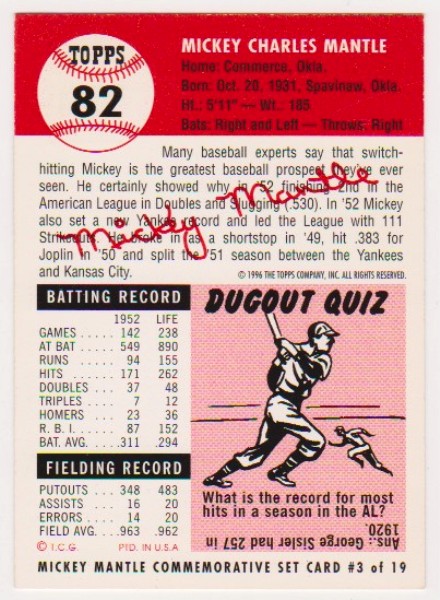 TOPPS
82
MICKEY CHARLES MANTLE
Home: Commerce, Okla.
Born: Oct. 20, 1931, Spavinaw, Okla.
Ht.: 5'11" — Wt.: 185
Bats: Right and Left — Throws: Right
Many baseball experts say that switch-
hitting Mickey is the greatest baseball prospect they've ever
seen. He certainly showed why in '52 finishing 2nd in the
American League in Doubles and Slugging (.530). In '52 Mickey
also set a new Yankee record and led the League with 111
Strikeouts. He broke in as a shortstop in '49, hit .383 for
Joplin in '50 and split the '51 season between the Yankees
and Kansas City.
Mickey Mantle
© 1996 THE TOPPS COMPANY, INC. ALL RIGHTS RESERVED.
BATTING RECORD
1952 LIFE
GAMES . . . 142 238
AT BAT . . . 549 890
RUNS . . . . 94 155
HITS . . . . 171 262
DOUBLES . . 37 48
TRIPLES . . . 7 12
HOMERS . . 23 36
R. B. I. . . . 87 152
BAT. AVG. . .311 .294
FIELDING RECORD
PUTOUTS . . . 348 483
ASSISTS . . . 16 20
ERRORS . . . 14 20
FIELD AVG. . .963 .962
© I.C.G. PTD. IN U.S.A
DUGOUT QUIZ
What is the record for most
hits in a season in the AL?
Ans.: George Sisler had 257 in
1920.
MICKEY MANTLE COMMEMORATIVE SET CARD #3 of 19